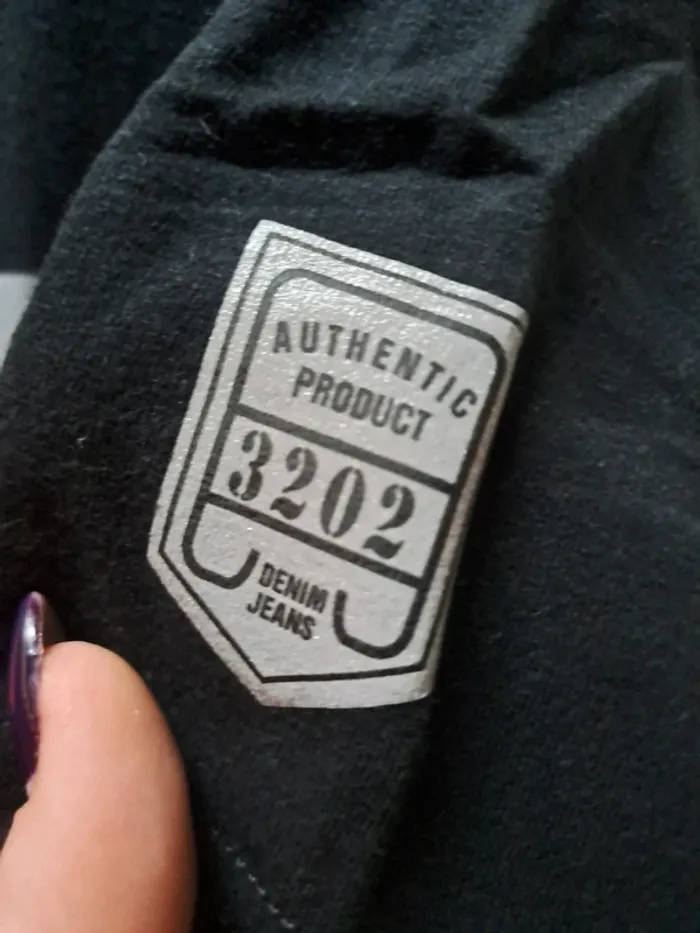 AUTHENTIC
PRODUCT
3202
DENIM
JEANS